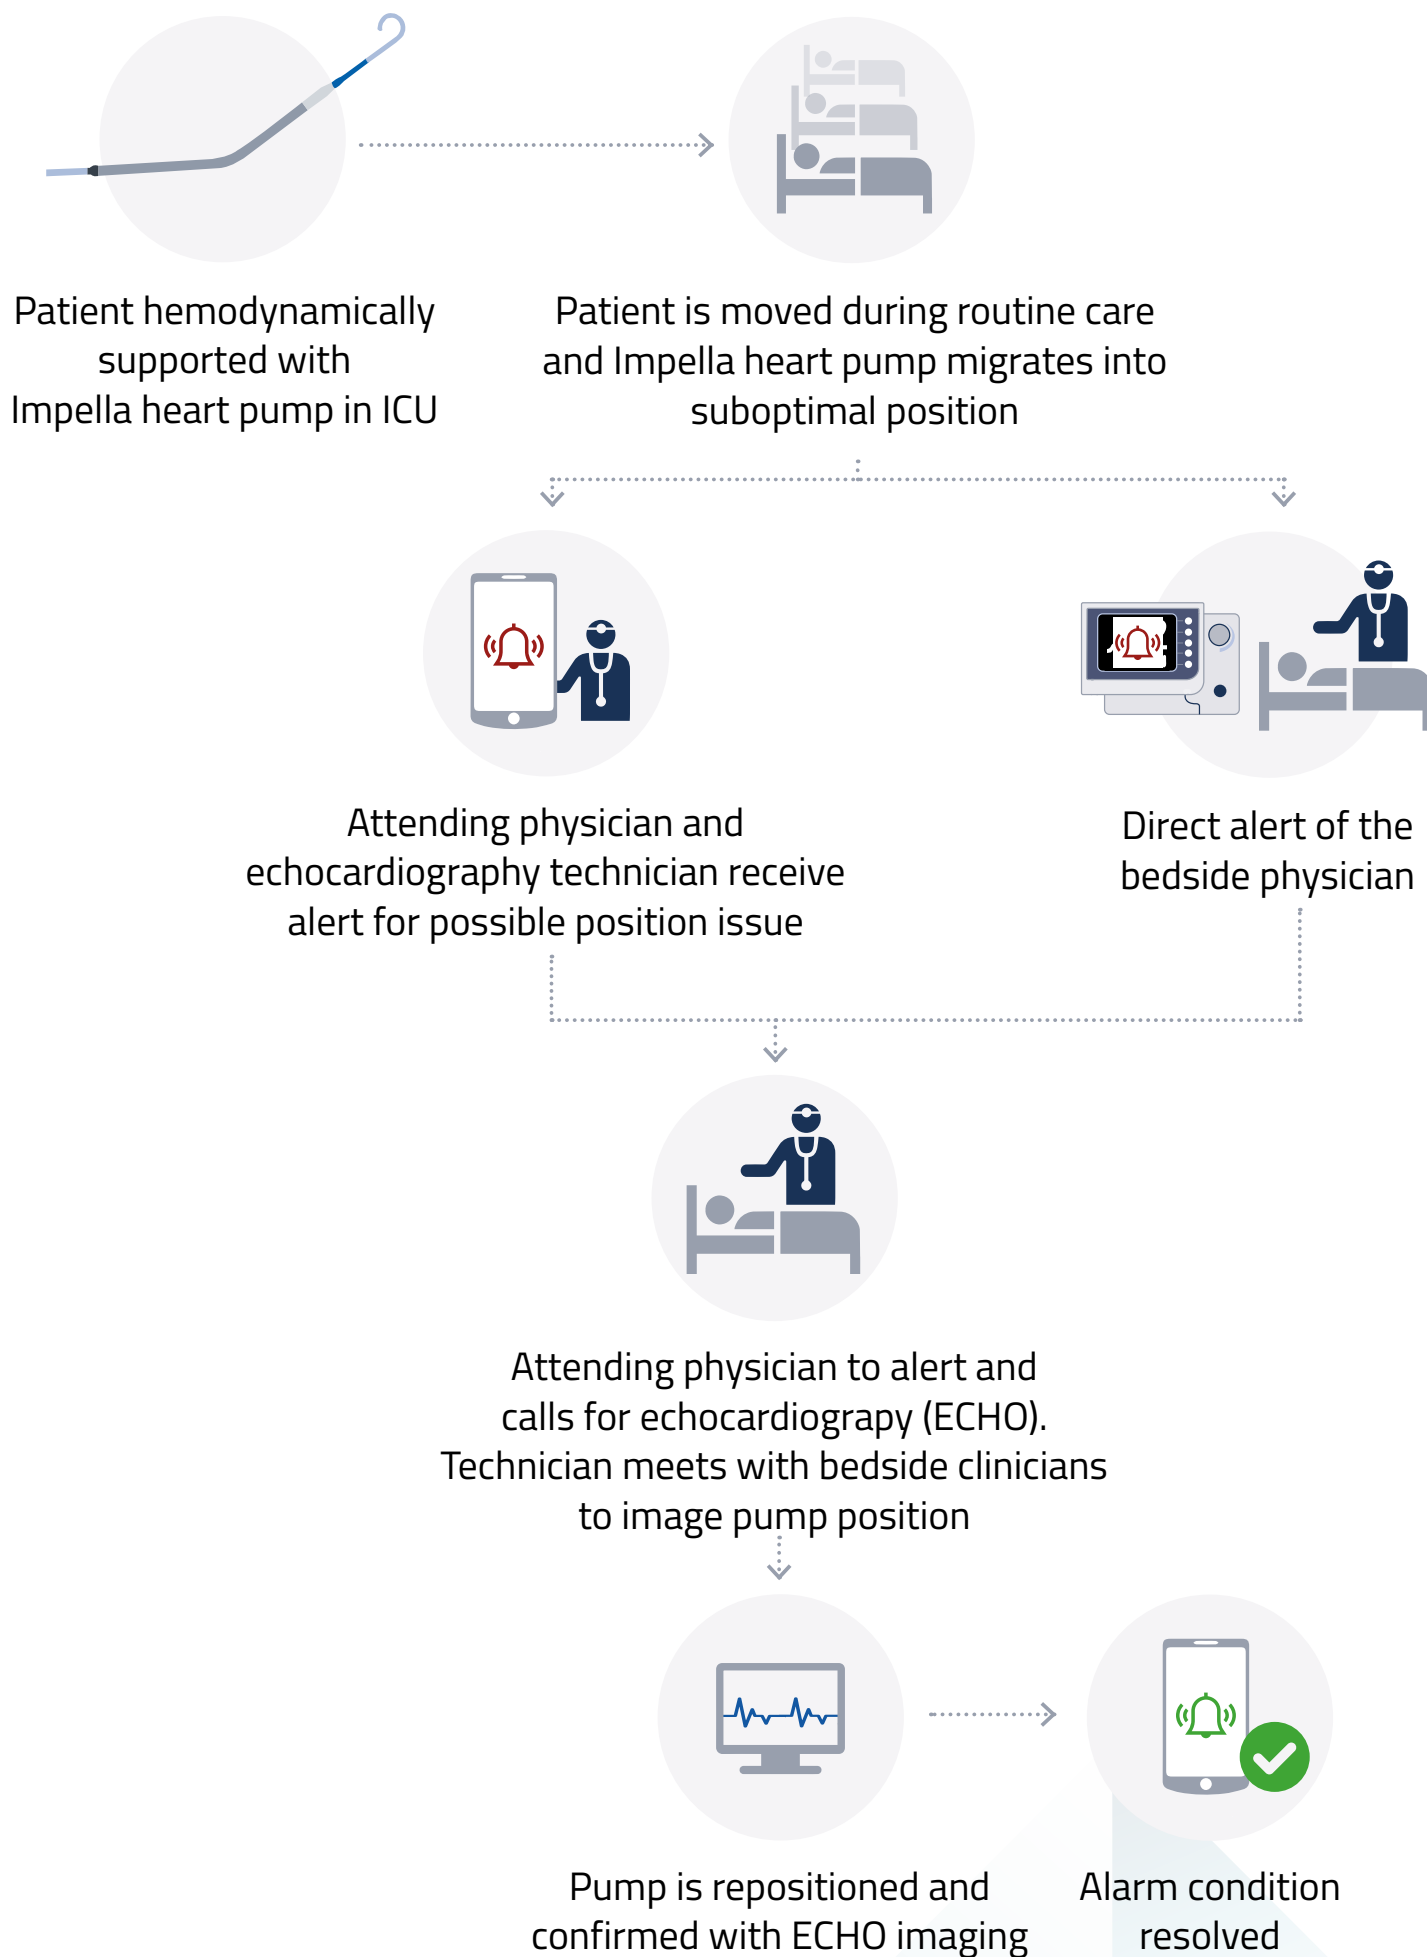 Patient hemodynamically
supported with
Impella heart pump in ICU
Patient is moved during routine care
and Impella heart pump migrates into
suboptimal position
Attending physician and
echocardiography technician receive
alert for possible position issue
Direct alert of the
bedside physician
Attending physician to alert and
calls for echocardiograpy (ECHO).
Technician meets with bedside clinicians
to image pump position
Pump is repositioned and
confirmed with ECHO imaging
Alarm condition
resolved